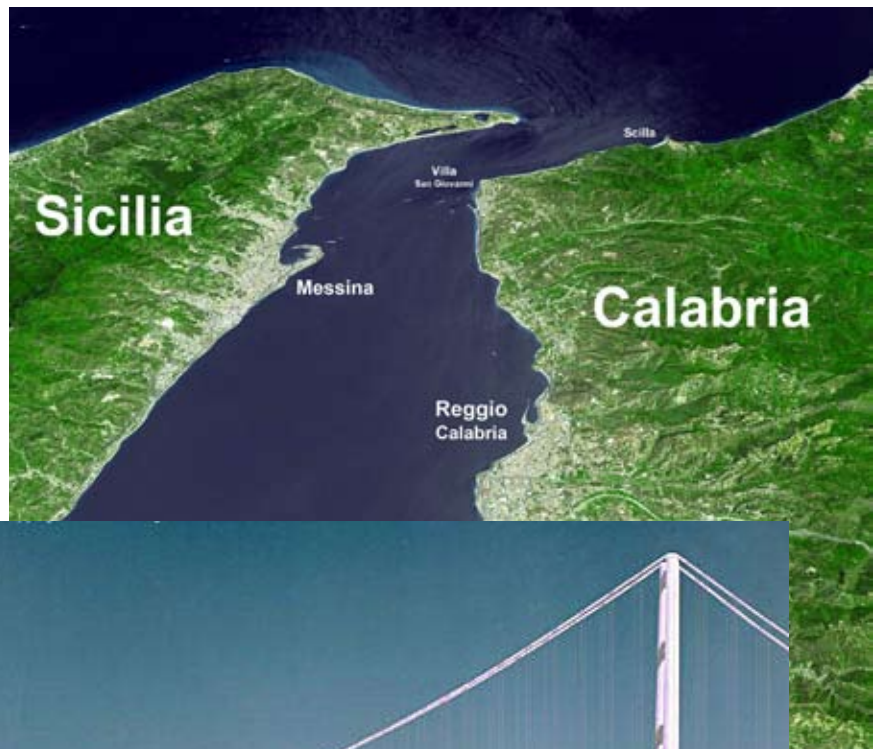 Scilla
Villa
San Giovanni
Sicilia
Messina
Calabria
Reggio
Calabria